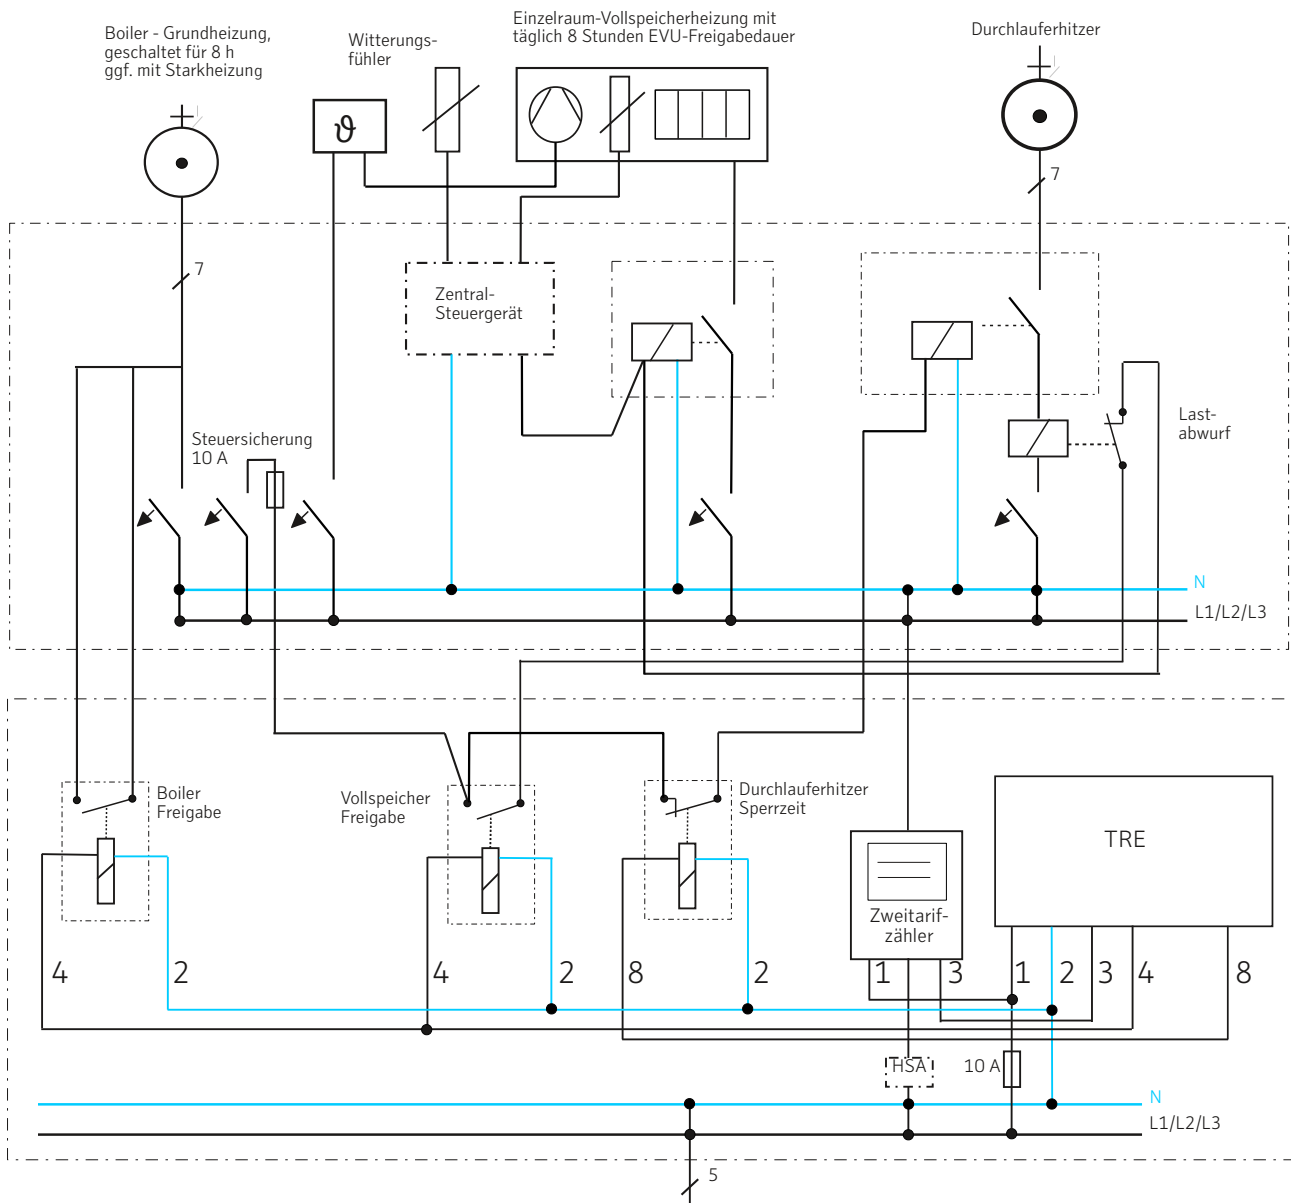 Boiler - Grundheizung,
geschaltet für 8 h
ggf. mit Starkheizung
Witterungs-
fühler
Einzelraum-Vollspeicherheizung mit
täglich 8 Stunden EVU-Freigabedauer
Durchlauferhitzer
ϑ
7
7
Zentral-
Steuergerät
Steuersicherung
10 A
Last-
abwurf
N
L1/L2/L3
Boiler
Freigabe
Vollspeicher
Freigabe
Durchlauferhitzer
Sperrzeit
TRE
Zweitarif-
zähler
4
2
4
2
8
2
1
3
1
2
3
4
8
HSA
10 A
N
L1/L2/L3
5